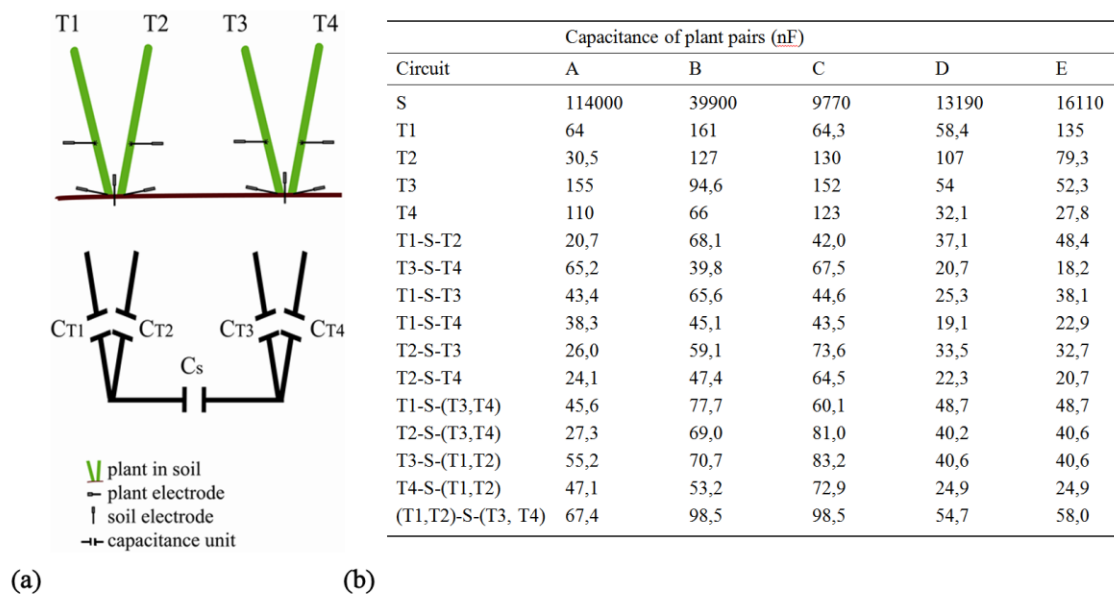 T1 T2 T3 T4
CT1 CT2 CT3 CT4
Cs
plant in soil
plant electrode
soil electrode
capacitance unit
(a)
Capacitance of plant pairs (nF)
Circuit A B C D E
S 114000 39900 9770 13190 16110
T1 64 161 64,3 58,4 135
T2 30,5 127 130 107 79,3
T3 155 94,6 152 54 52,3
T4 110 66 123 32,1 27,8
T1-S-T2 20,7 68,1 42,0 37,1 48,4
T3-S-T4 65,2 39,8 67,5 20,7 18,2
T1-S-T3 43,4 65,6 44,6 25,3 38,1
T1-S-T4 38,3 45,1 43,5 19,1 22,9
T2-S-T3 26,0 59,1 73,6 33,5 32,7
T2-S-T4 24,1 47,4 64,5 22,3 20,7
T1-S-(T3,T4) 45,6 77,7 60,1 48,7 48,7
T2-S-(T3,T4) 27,3 69,0 81,0 40,2 40,6
T3-S-(T1,T2) 55,2 70,7 83,2 40,6 40,6
T4-S-(T1,T2) 47,1 53,2 72,9 24,9 24,9
(T1,T2)-S-(T3, T4) 67,4 98,5 98,5 54,7 58,0
(b)